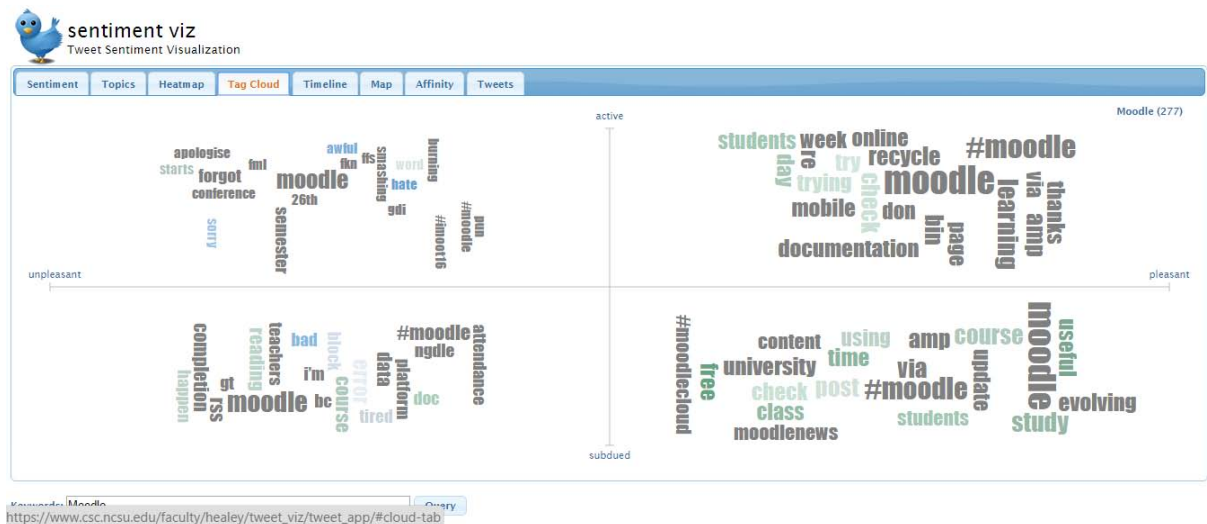 sentiment viz
Tweet Sentiment Visualization
Sentiment Topics Heatmap Tag Cloud Timeline Map Affinity Tweets
Moodle (277)
active
apologise
starts
forgot
fml
conference
moodle
26th
awful
fkn
ffs
smashing
word
burning
hate
gdi
sorry
semester
#imoot16
#moodle
pun
students
week
online
#moodle
day
re
try
recycle
trying
check
moodle
mobile
don
learning
via
thanks
amp
bin
page
documentation
unpleasant
pleasant
completion
reading
teachers
bad
block
#moodle
attendance
ngdle
happen
gt
i'm
error
data
platform
rss
moodle
bc
course
tired
doc
#moodlecloud
content
using
amp
course
moodle
useful
free
university
time
via
update
check
post
#moodle
evolving
class
students
study
moodlenews
subdued
Keywords: Moodle Query
https://www.csc.ncsu.edu/faculty/healey/tweet_viz/tweet_app/#cloud-tab